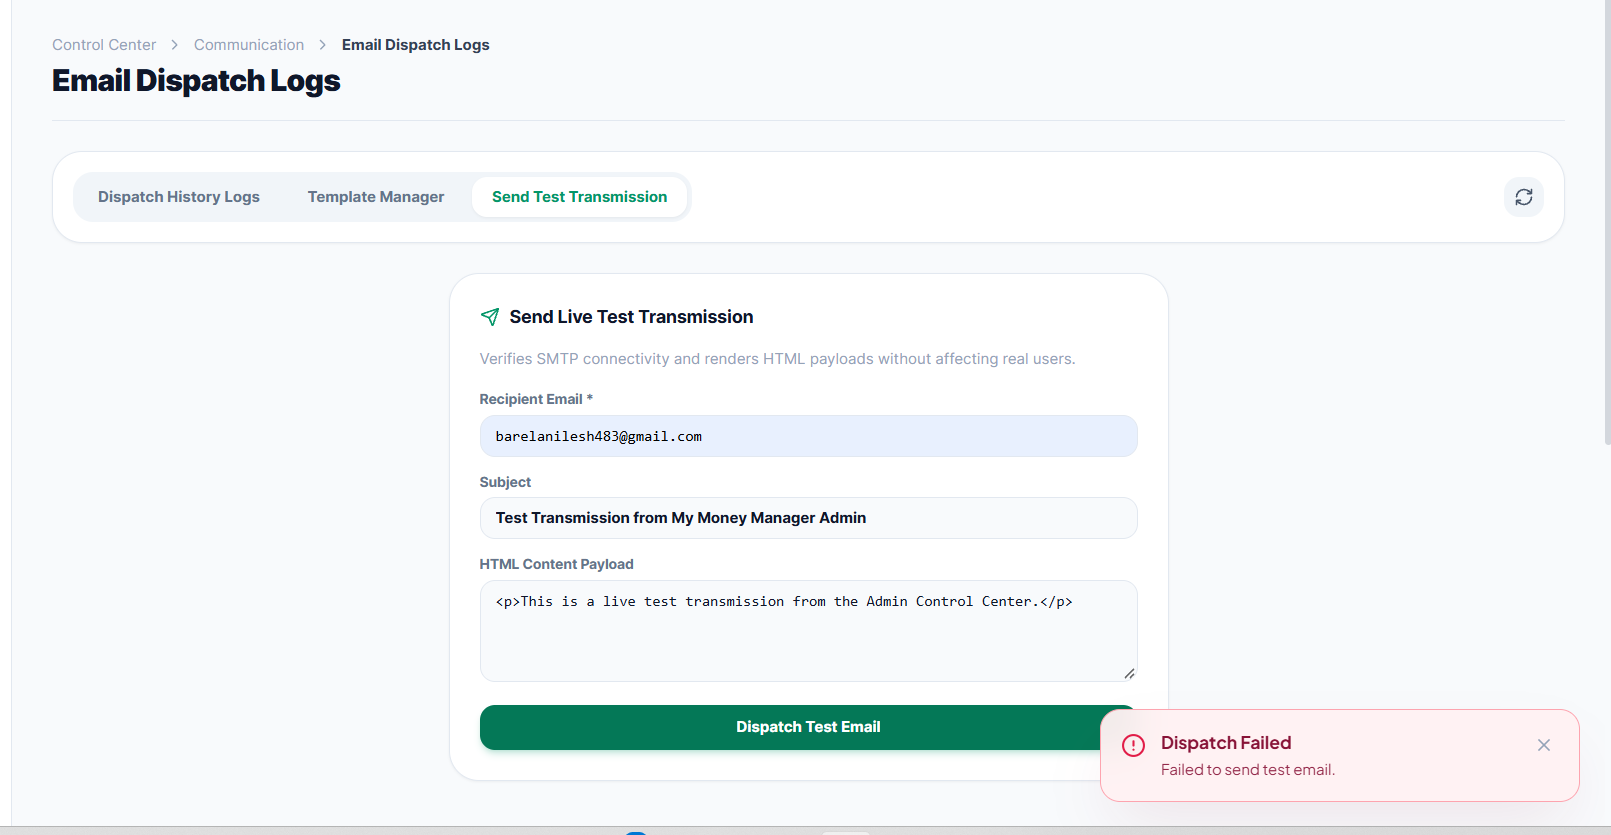 Control Center > Communication > Email Dispatch Logs
Email Dispatch Logs
Dispatch History Logs Template Manager Send Test Transmission
Send Live Test Transmission
Verifies SMTP connectivity and renders HTML payloads without affecting real users.
Recipient Email *
barelanilesh483@gmail.com
Subject
Test Transmission from My Money Manager Admin
HTML Content Payload
<p>This is a live test transmission from the Admin Control Center.</p>
Dispatch Test Email
Dispatch Failed
Failed to send test email.